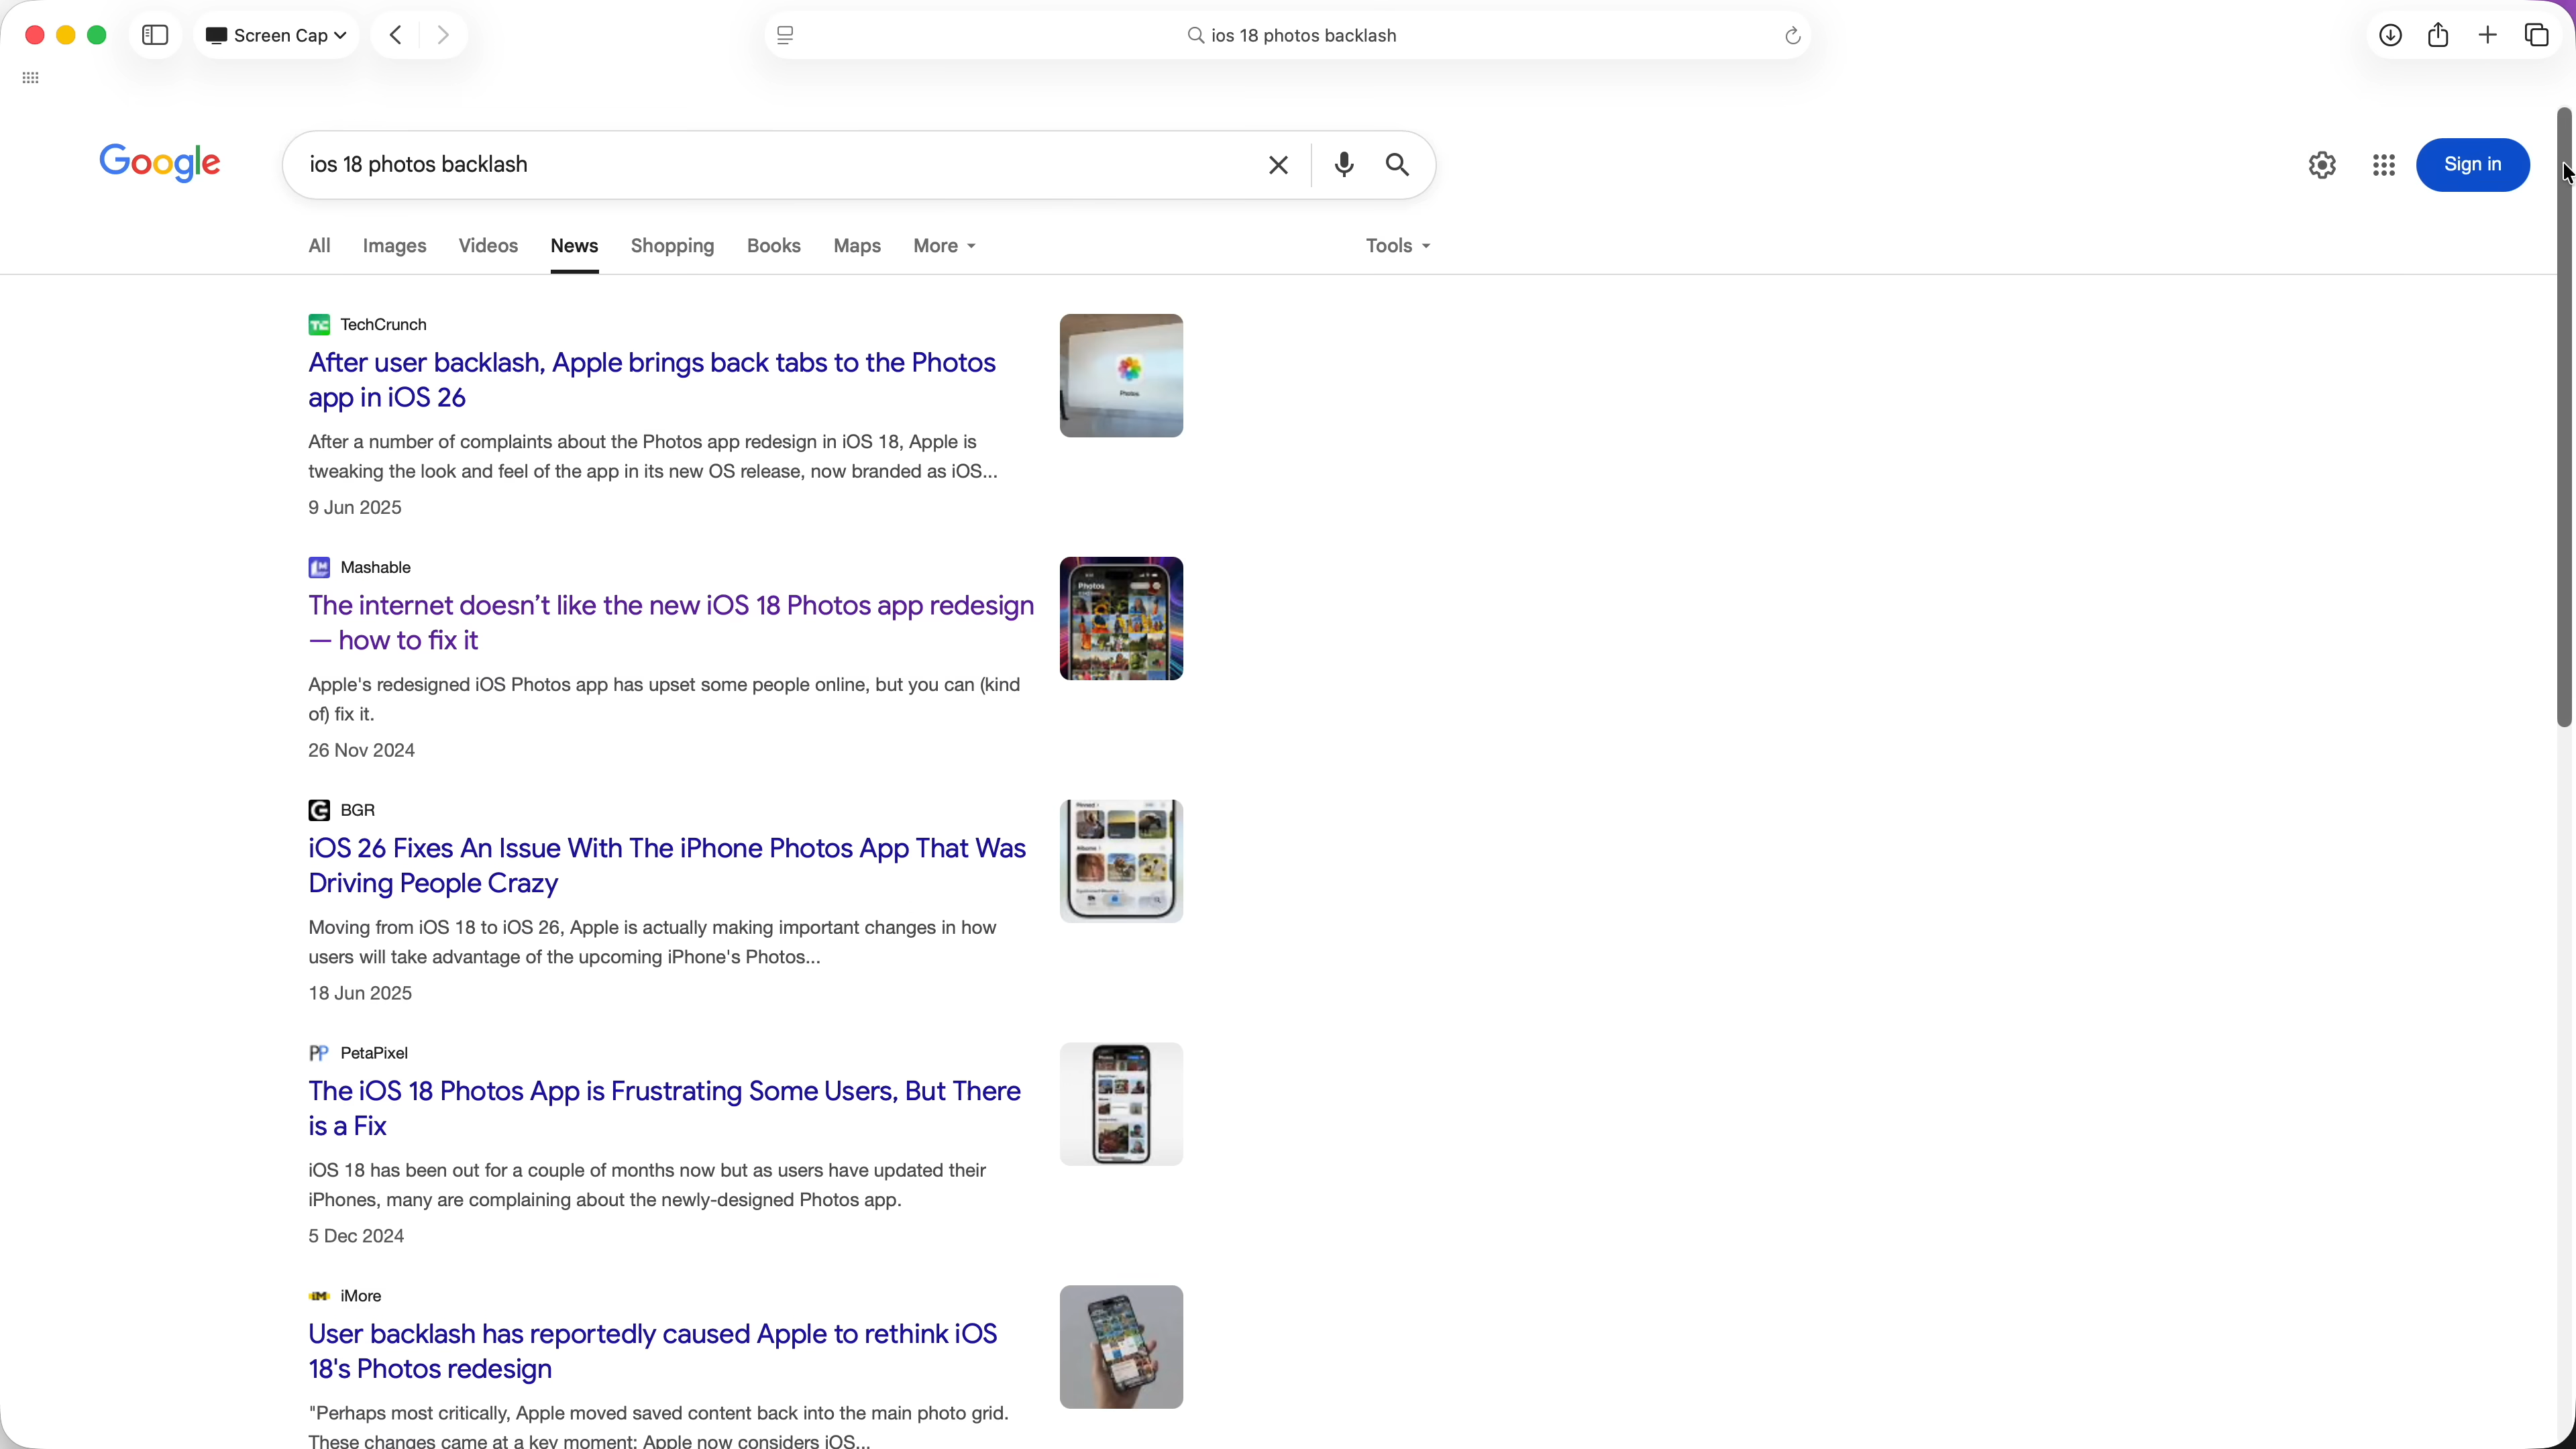 Screen Cap
ios 18 photos backlash
Google
ios 18 photos backlash
Sign in
All Images Videos News Shopping Books Maps More Tools
TechCrunch
After user backlash, Apple brings back tabs to the Photos
app in iOS 26
After a number of complaints about the Photos app redesign in iOS 18, Apple is
tweaking the look and feel of the app in its new OS release, now branded as iOS...
9 Jun 2025
Photos
Mashable
The internet doesn't like the new iOS 18 Photos app redesign
— how to fix it
Apple's redesigned iOS Photos app has upset some people online, but you can (kind
of) fix it.
26 Nov 2024
Photos
BGR
iOS 26 Fixes An Issue With The iPhone Photos App That Was
Driving People Crazy
Moving from iOS 18 to iOS 26, Apple is actually making important changes in how
users will take advantage of the upcoming iPhone's Photos...
18 Jun 2025
Albums
PetaPixel
The iOS 18 Photos App is Frustrating Some Users, But There
is a Fix
iOS 18 has been out for a couple of months now but as users have updated their
iPhones, many are complaining about the newly-designed Photos app.
5 Dec 2024
iMore
User backlash has reportedly caused Apple to rethink iOS
18's Photos redesign
"Perhaps most critically, Apple moved saved content back into the main photo grid.
These changes came at a key moment: Apple now considers iOS...